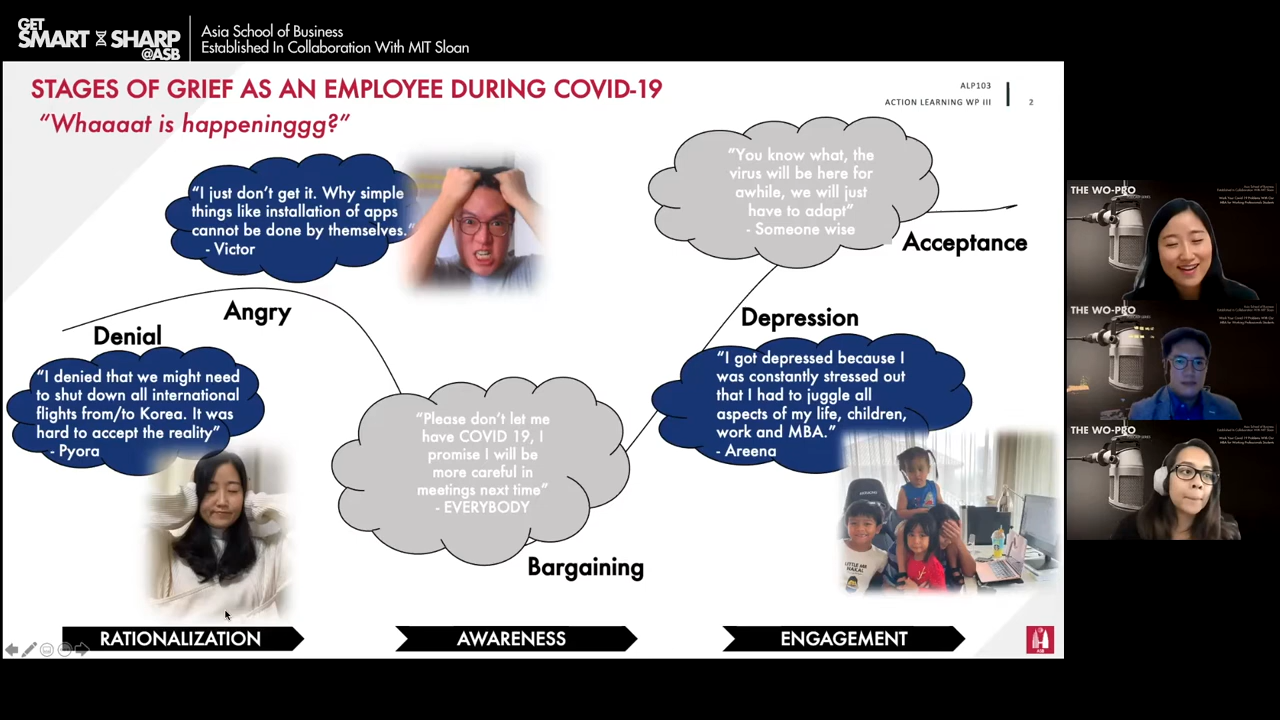 GET
SMART SHARP
@ASB
Asia School of Business
Established In Collaboration With MIT Sloan
STAGES OF GRIEF AS AN EMPLOYEE DURING COVID-19
"Whaaaat is happeninggg?"
ALP103
ACTION LEARNING WP III
2
"I just don't get it. Why simple
things like installation of apps
cannot be done by themselves."
- Victor
Angry
Denial
"I denied that we might need
to shut down all international
flights from/to Korea. It was
hard to accept the reality"
- Pyora
"Please don't let me
have COVID 19, I
promise I will be
more careful in
meetings next time"
- EVERYBODY
Bargaining
"You know what, the
virus will be here for
awhile, we will just
have to adapt"
- Someone wise
Acceptance
Depression
"I got depressed because I
was constantly stressed out
that I had to juggle all
aspects of my life, children,
work and MBA."
- Areena
RATIONALIZATION
AWARENESS
ENGAGEMENT
THE WO-PRO
THE WO-PRO
THE WO-PRO